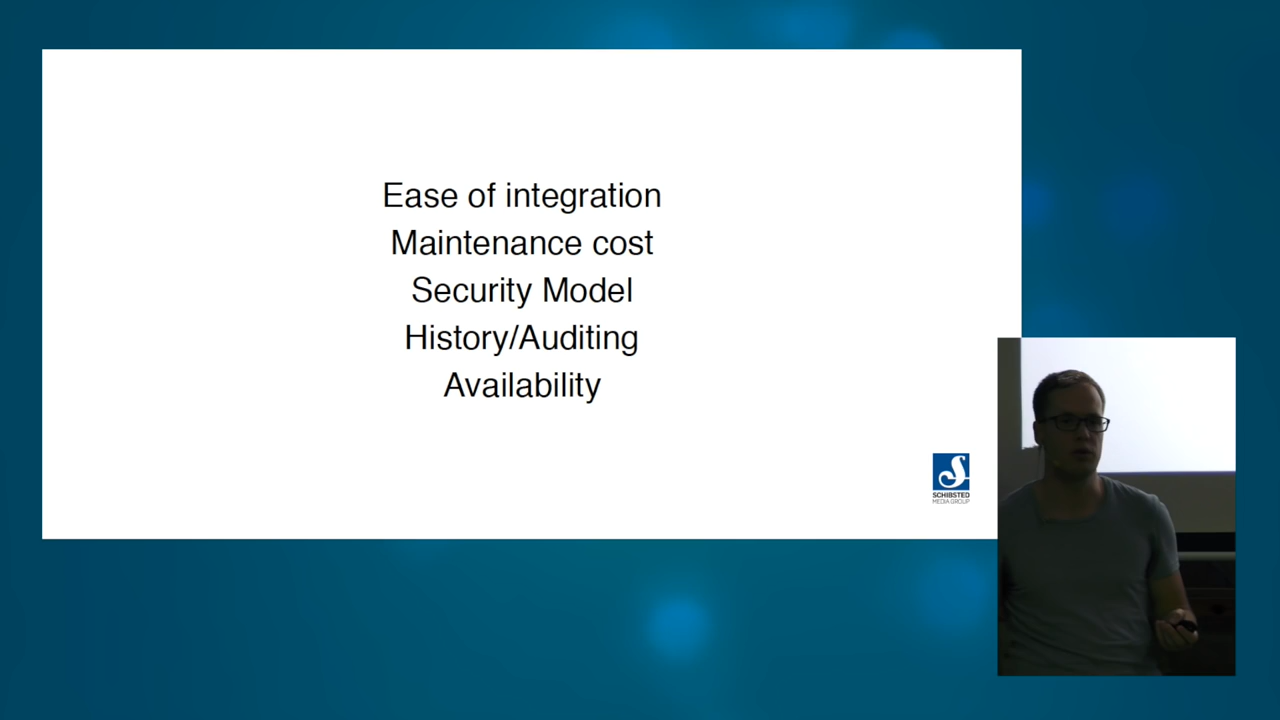 Ease of integration
Maintenance cost
Security Model
History/Auditing
Availability
SCHIBSTED
MEDIA GROUP